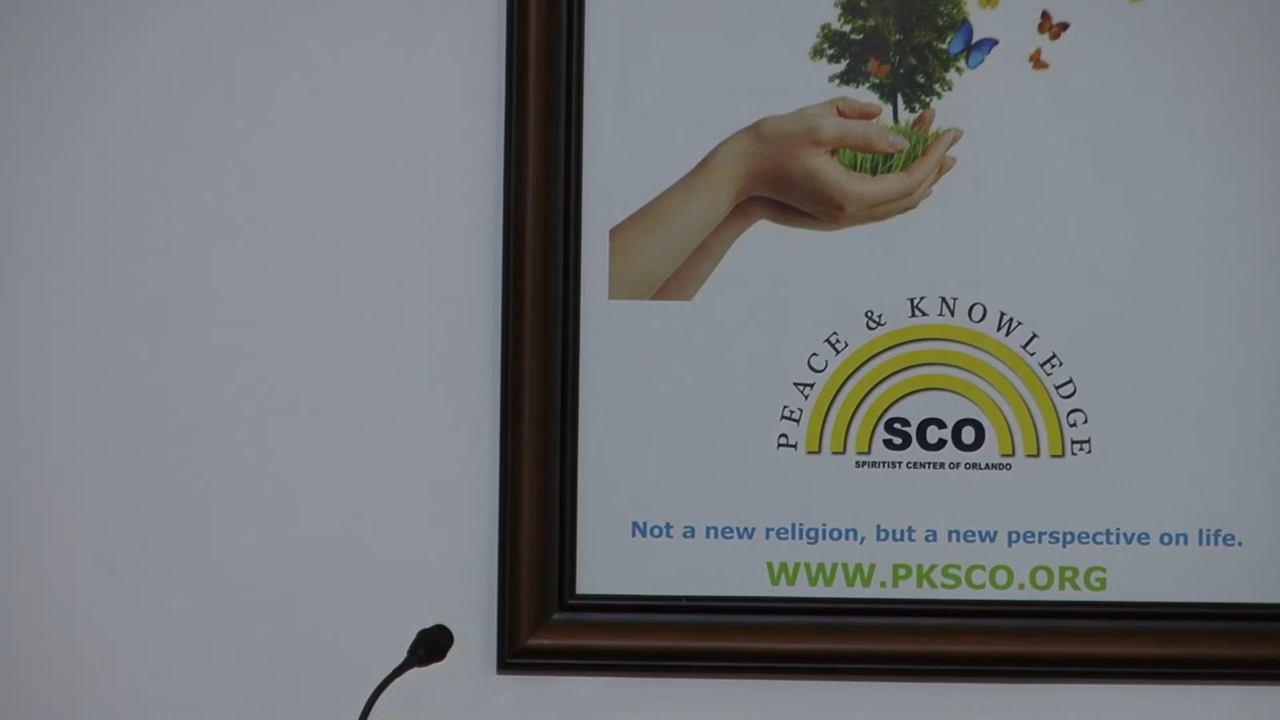 PEACE & KNOWLEDGE
SCO
SPIRITIST CENTER OF ORLANDO
Not a new religion, but a new perspective on life.
WWW.PKSCO.ORG